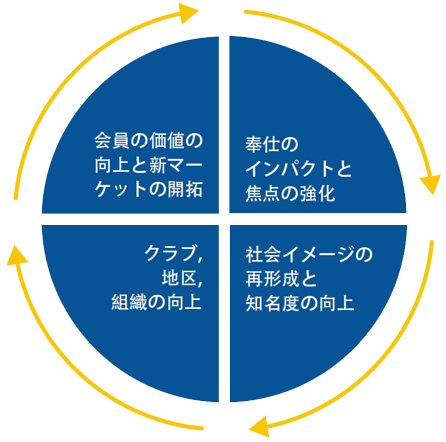 会員の価値の
向上と新マー
ケットの開拓
奉仕の
インパクトと
焦点の強化
クラブ,
地区,
組織の向上
社会イメージの
再形成と
知名度の向上